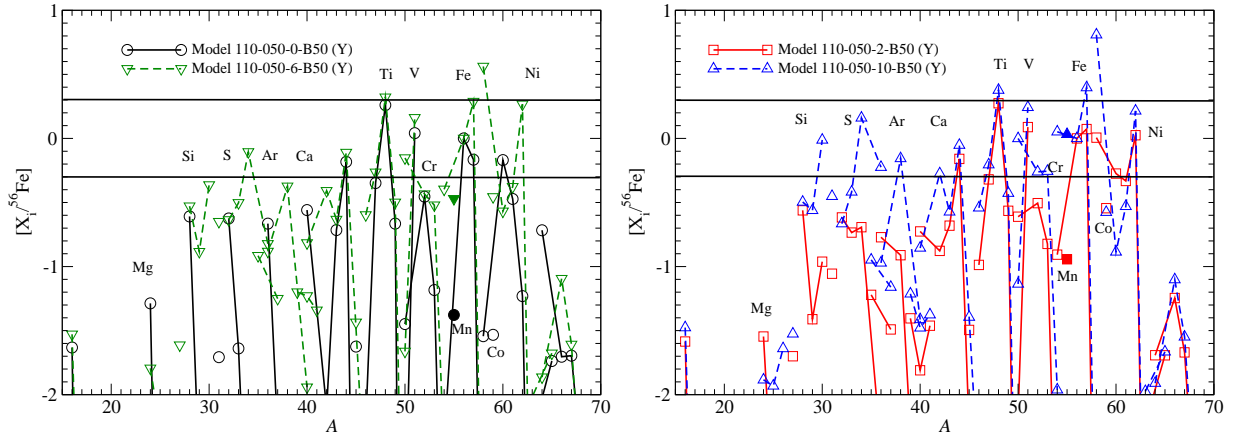 1
0
-1
-2
[X_i/^56Fe]
20
30
40
50
60
70
A
Model 110-050-0-B50 (Y)
Model 110-050-6-B50 (Y)
Mg
Si
S
Ar
Ca
Ti
V
Cr
Mn
Fe
Co
Ni
1
0
-1
-2
[X_i/^56Fe]
20
30
40
50
60
70
A
Model 110-050-2-B50 (Y)
Model 110-050-10-B50 (Y)
Mg
Si
S
Ar
Ca
Ti
V
Cr
Mn
Fe
Co
Ni